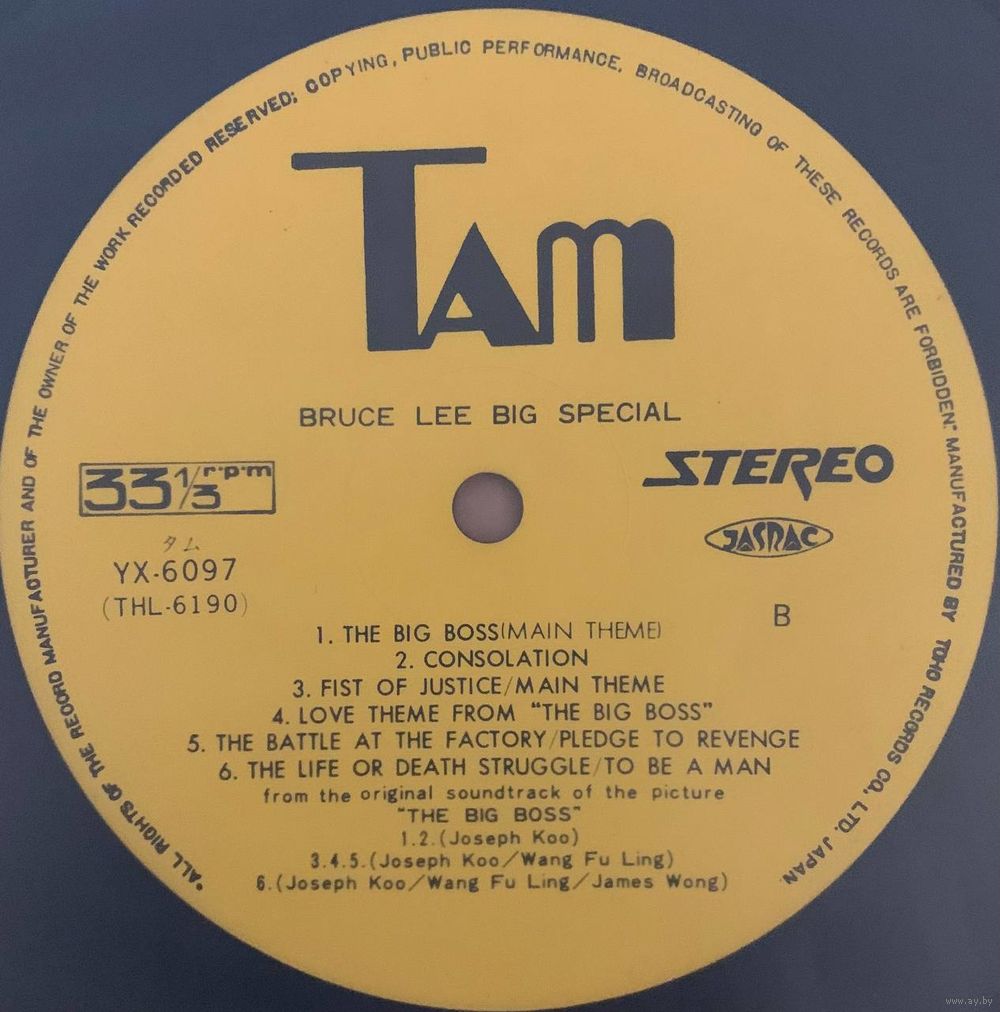 "ALL RIGHTS OF THE RECORD MANUFACTURER AND OF THE OWNER OF THE WORK RECORDED RESERVED; COPYING, PUBLIC PERFORMANCE, BROADCASTING OF THESE RECORDS ARE FORBIDDEN." MANUFACTURED BY TOHO RECORDS CO., LTD. JAPAN
TAM
BRUCE LEE BIG SPECIAL
33 1/3 r·p·m
STEREO
JASRAC
タム
YX-6097
(THL-6190)
B
1. THE BIG BOSS(MAIN THEME)
2. CONSOLATION
3. FIST OF JUSTICE/MAIN THEME
4. LOVE THEME FROM "THE BIG BOSS"
5. THE BATTLE AT THE FACTORY/PLEDGE TO REVENGE
6. THE LIFE OR DEATH STRUGGLE/TO BE A MAN
from the original soundtrack of the picture
"THE BIG BOSS"
1.2.(Joseph Koo)
3.4.5.(Joseph Koo/Wang Fu Ling)
6.(Joseph Koo/Wang Fu Ling/James Wong)
www.ay.by